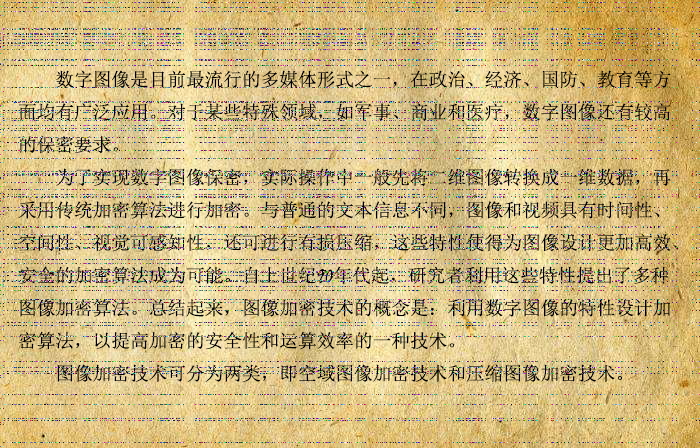 数字图像是目前最流行的多媒体形式之一，在政治、经济、国防、教育等方
面均有广泛应用。对于某些特殊领域，如军事、商业和医疗，数字图像还有较高
的保密要求。
为了实现数字图像保密，实际操作中一般先将二维图像转换成一维数据，再
采用传统加密算法进行加密。与普通的文本信息不同，图像和视频具有时间性、
空间性、视觉可感知性，还可进行有损压缩，这些特性使得为图像设计更加高效、
安全的加密算法成为可能。自上世纪90年代起，研究者利用这些特性提出了多种
图像加密算法。总结起来，图像加密技术的概念是：利用数字图像的特性设计加
密算法，以提高加密的安全性和运算效率的一种技术。
图像加密技术可分为两类，即空域图像加密技术和压缩图像加密技术。